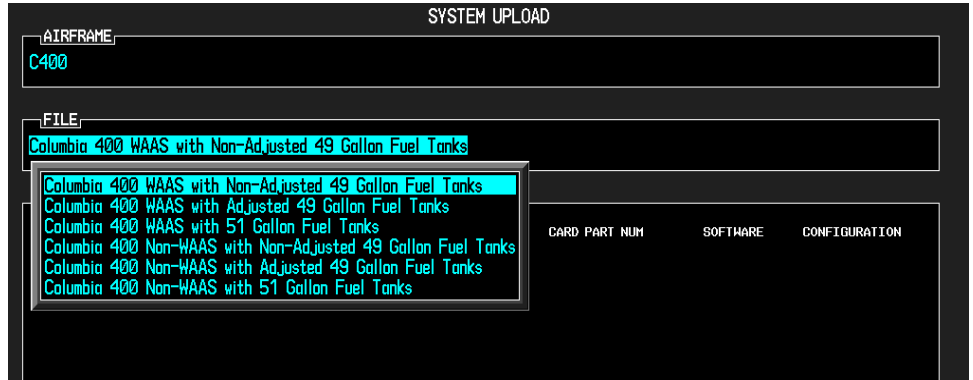 SYSTEM UPLOAD
AIRFRAME
C400
FILE
Columbia 400 WAAS with Non-Adjusted 49 Gallon Fuel Tanks
Columbia 400 WAAS with Non-Adjusted 49 Gallon Fuel Tanks
Columbia 400 WAAS with Adjusted 49 Gallon Fuel Tanks
Columbia 400 WAAS with 51 Gallon Fuel Tanks
Columbia 400 Non-WAAS with Non-Adjusted 49 Gallon Fuel Tanks
Columbia 400 Non-WAAS with Adjusted 49 Gallon Fuel Tanks
Columbia 400 Non-WAAS with 51 Gallon Fuel Tanks
CARD PART NUM SOFTWARE CONFIGURATION